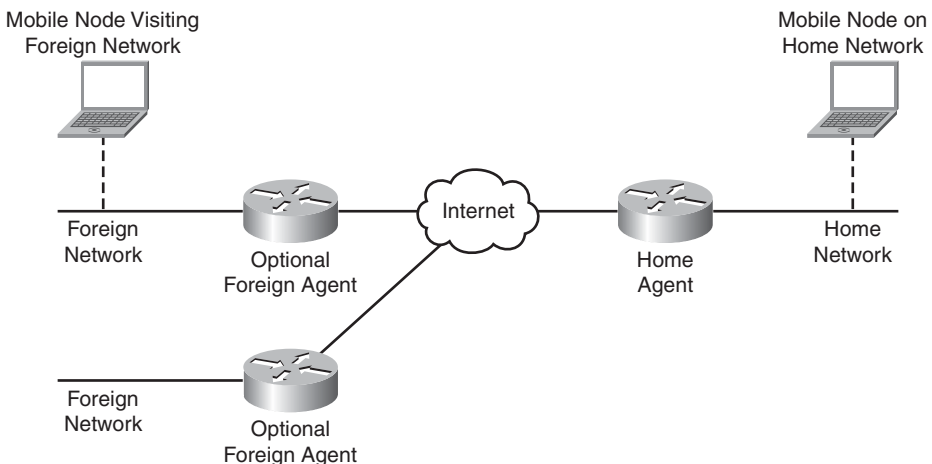 Mobile Node Visiting
Foreign Network
Mobile Node on
Home Network
Internet
Foreign
Network
Optional
Foreign Agent
Home
Agent
Home
Network
Foreign
Network
Optional
Foreign Agent